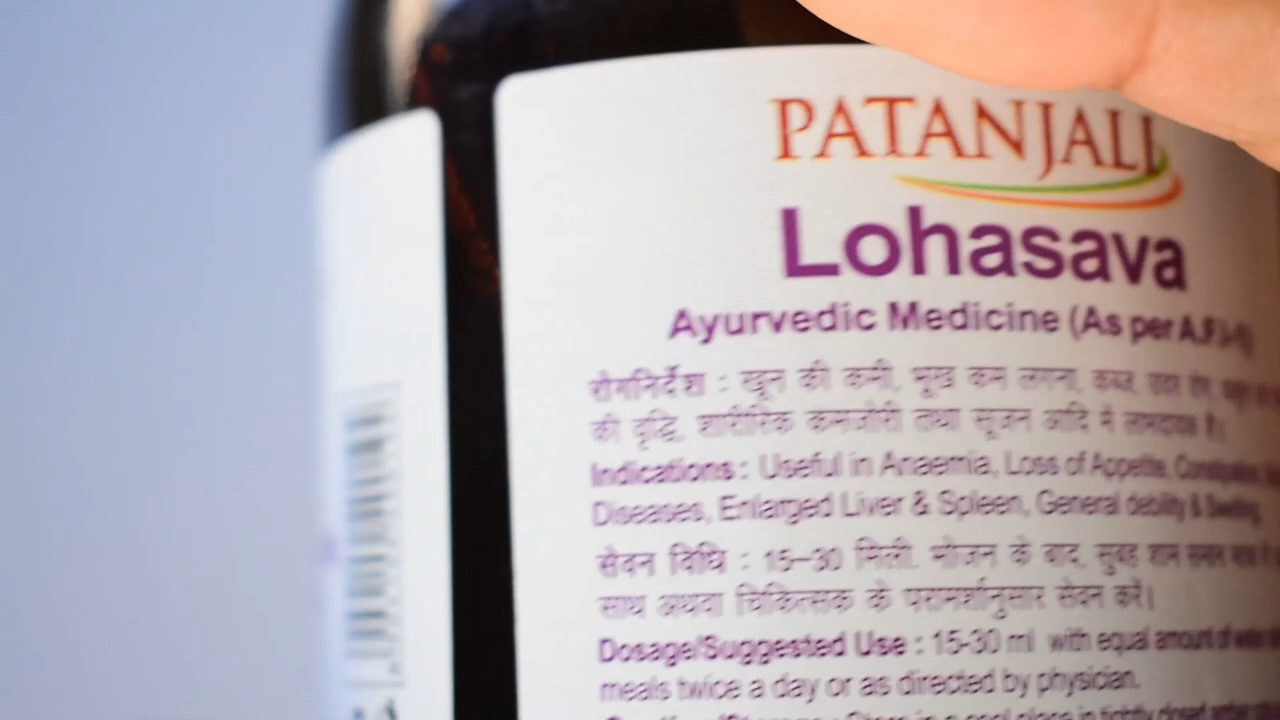 PATANJALI
Lohasava
Ayurvedic Medicine (As per A.F.I-I)
रोगनिर्देश : खून की कमी, भूख कम लगना, कब्ज, उदर रोग,
की वृद्धि, शारीरिक कमजोरी तथा सूजन आदि में लाभदायक है।
Indications : Useful in Anaemia, Loss of Appetite, Constipation,
Diseases, Enlarged Liver & Spleen, General debility & Swelling.
सेवन विधि : 15-30 मिली. भोजन के बाद, सुबह शाम समान
साथ अथवा चिकित्सक के परामर्शानुसार सेवन करें।
Dosage/Suggested Use : 15-30 ml with equal amount of water
meals twice a day or as directed by physician.